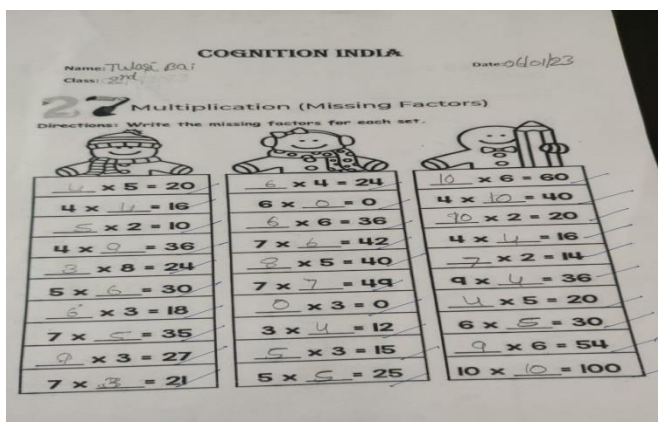 COGNITION INDIA
Name: Tulasi Bai
Date: 06/01/23
Class: 2nd
27 Multiplication (Missing Factors)
Directions: Write the missing factors for each set.
4 × 5 = 20
4 × 4 = 16
5 × 2 = 10
4 × 9 = 36
3 × 8 = 24
5 × 6 = 30
6 × 3 = 18
7 × 5 = 35
9 × 3 = 27
7 × 3 = 21
6 × 4 = 24
6 × 0 = 0
6 × 6 = 36
7 × 6 = 42
8 × 5 = 40
7 × 7 = 49
0 × 3 = 0
3 × 4 = 12
5 × 3 = 15
5 × 5 = 25
10 × 6 = 60
4 × 10 = 40
10 × 2 = 20
4 × 4 = 16
7 × 2 = 14
9 × 4 = 36
4 × 5 = 20
6 × 5 = 30
9 × 6 = 54
10 × 10 = 100